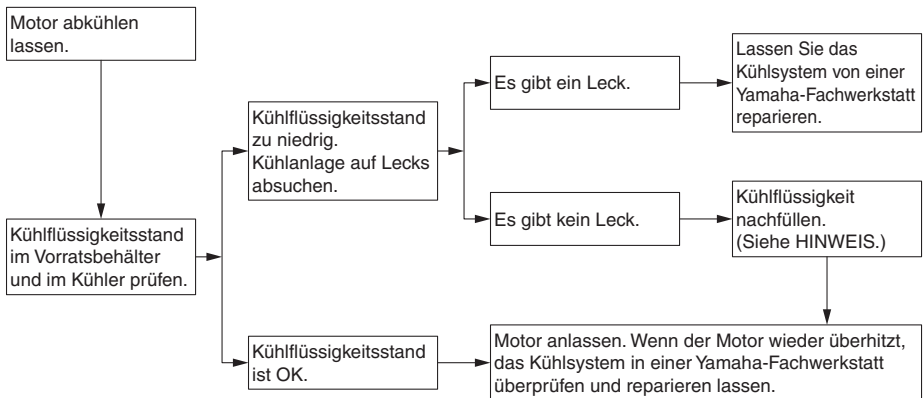 Motor abkühlen
lassen.
Kühlflüssigkeitsstand
im Vorratsbehälter
und im Kühler prüfen.
Kühlflüssigkeitsstand
zu niedrig.
Kühlanlage auf Lecks
absuchen.
Es gibt ein Leck.
Lassen Sie das
Kühlsystem von einer
Yamaha-Fachwerkstatt
reparieren.
Es gibt kein Leck.
Kühlflüssigkeit
nachfüllen.
(Siehe HINWEIS.)
Kühlflüssigkeitsstand
ist OK.
Motor anlassen. Wenn der Motor wieder überhitzt,
das Kühlsystem in einer Yamaha-Fachwerkstatt
überprüfen und reparieren lassen.